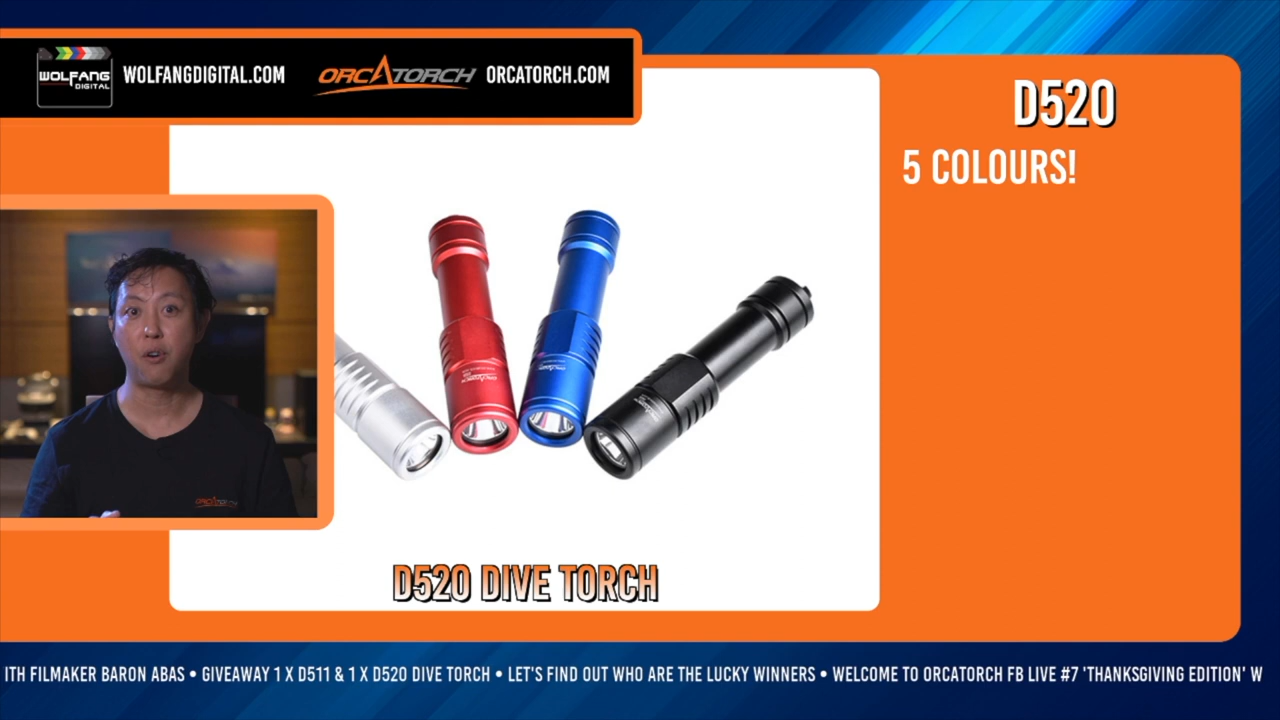 WOLFANG
DIGITAL
WOLFANGDIGITAL.COM
ORCATORCH
ORCATORCH.COM
D520
5 COLOURS!
ORCATORCH
D520 DIVE TORCH
ITH FILMAKER BARON ABAS • GIVEAWAY 1 X D511 & 1 X D520 DIVE TORCH • LET'S FIND OUT WHO ARE THE LUCKY WINNERS • WELCOME TO ORCATORCH FB LIVE #7 'THANKSGIVING EDITION' W